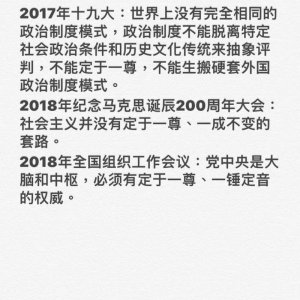 2017年十九大：世界上没有完全相同的
政治制度模式，政治制度不能脱离特定
社会政治条件和历史文化传统来抽象评
判，不能定于一尊，不能生搬硬套外国
政治制度模式。
2018年纪念马克思诞辰200周年大会：
社会主义并没有定于一尊、一成不变的
套路。
2018年全国组织工作会议：党中央是大
脑和中枢，必须有定于一尊、一锤定音
的权威。